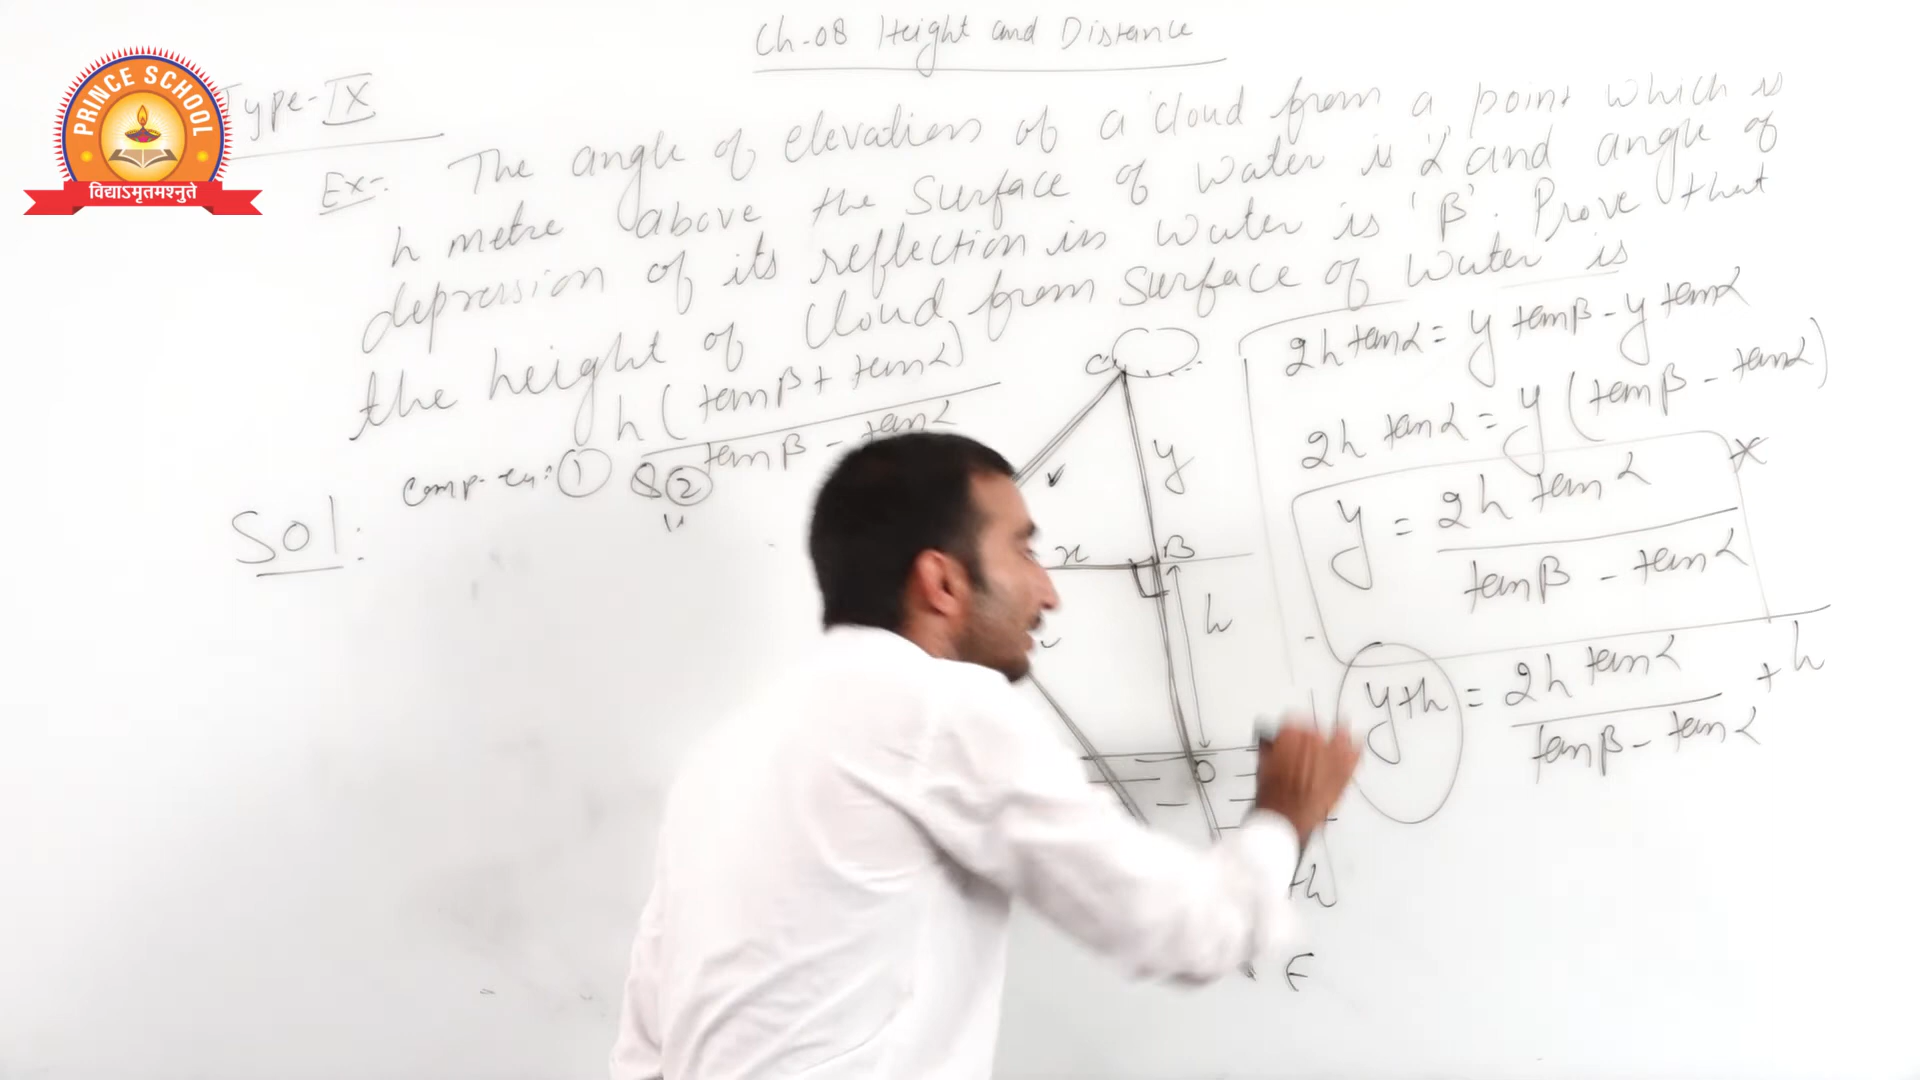 Ch-08 Height and Distance
PRINCE SCHOOL
विद्याऽमृतमश्नुते
Type-IX
Ex-: The angle of elevation of a cloud from a point which is
h metre above the surface of water is 'α' and angle of
depression of its reflection in water is 'β'. Prove that
the height of cloud from surface of water is
h (tanβ + tanα)
tanβ - tanα
Comp. eq: ① & ②
Sol:
C
y
x
B
h
D
+h
E
2h tanα = y tanβ - y tanα
2h tanα = y (tanβ - tanα)
y = 2h tanα
tanβ - tanα
y+h = 2h tanα + h
tanβ - tanα